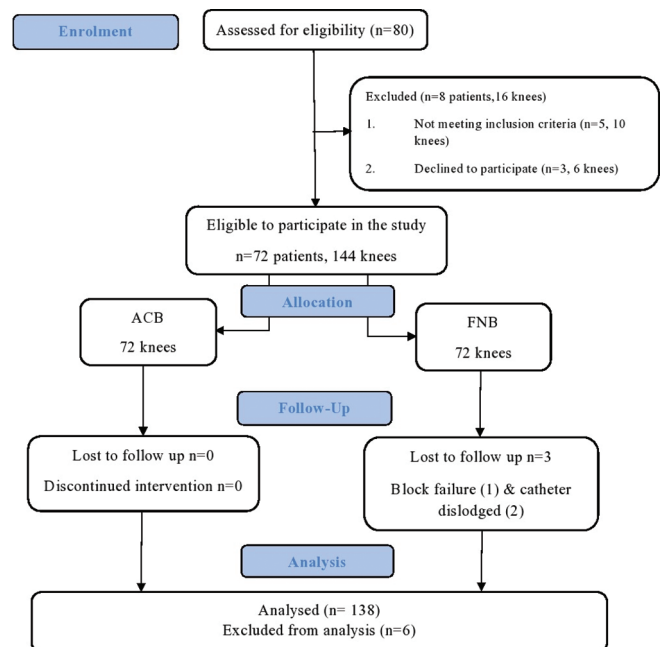 Enrolment
Assessed for eligibility (n=80)
Excluded (n=8 patients,16 knees)
1. Not meeting inclusion criteria (n=5, 10
knees)
2. Declined to participate (n=3, 6 knees)
Eligible to participate in the study
n=72 patients, 144 knees
Allocation
ACB
72 knees
FNB
72 knees
Follow-Up
Lost to follow up n=0
Discontinued intervention n=0
Lost to follow up n=3
Block failure (1) & catheter
dislodged (2)
Analysis
Analysed (n= 138)
Excluded from analysis (n=6)